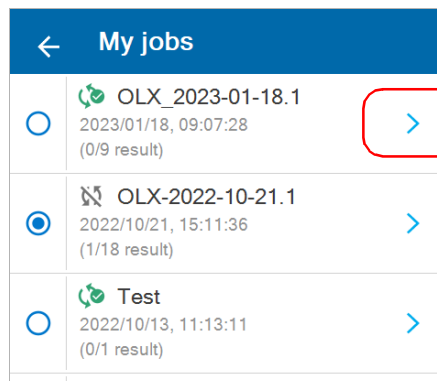 My jobs
OLX_2023-01-18.1
2023/01/18, 09:07:28
(0/9 result)
OLX-2022-10-21.1
2022/10/21, 15:11:36
(1/18 result)
Test
2022/10/13, 11:13:11
(0/1 result)